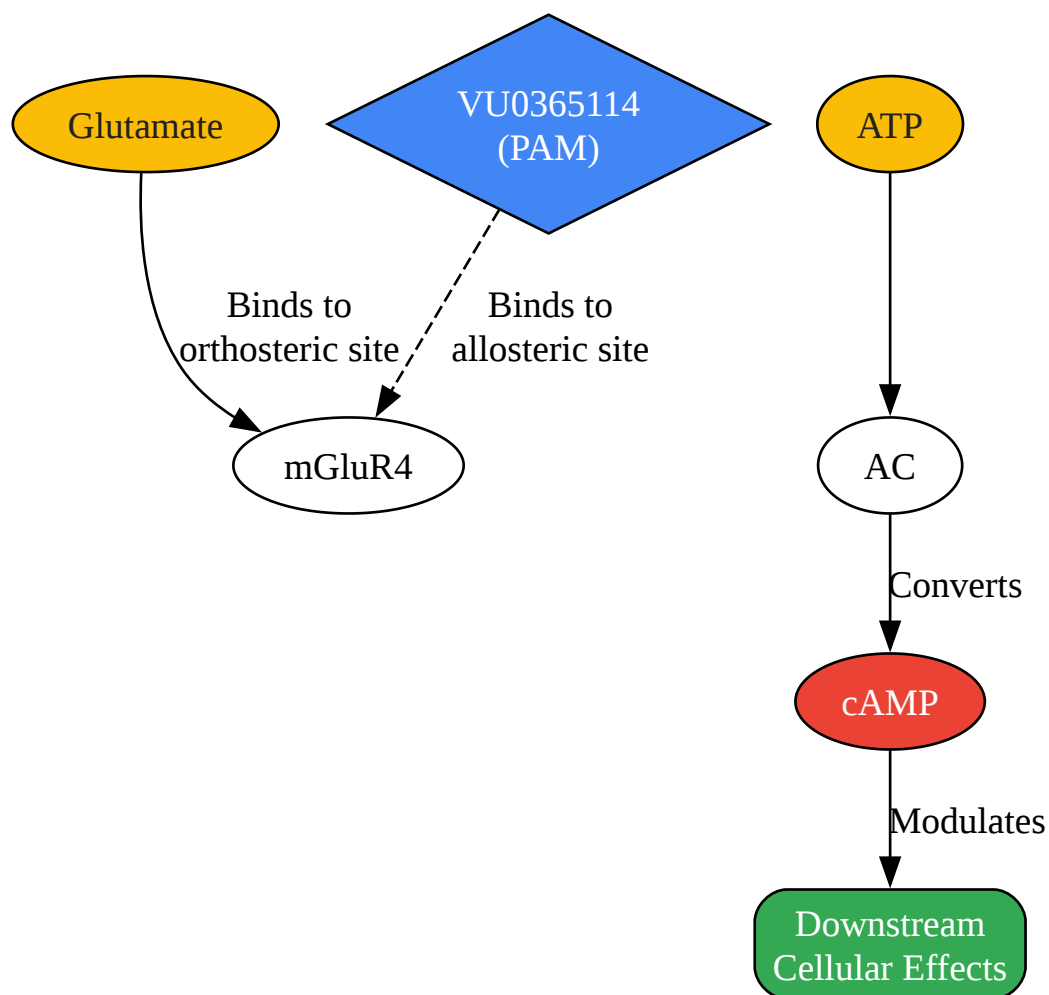 Glutamate
VU0365114
(PAM)
ATP
Binds to
orthosteric site
Binds to
allosteric site
mGluR4
AC
Converts
cAMP
Modulates
Downstream
Cellular Effects